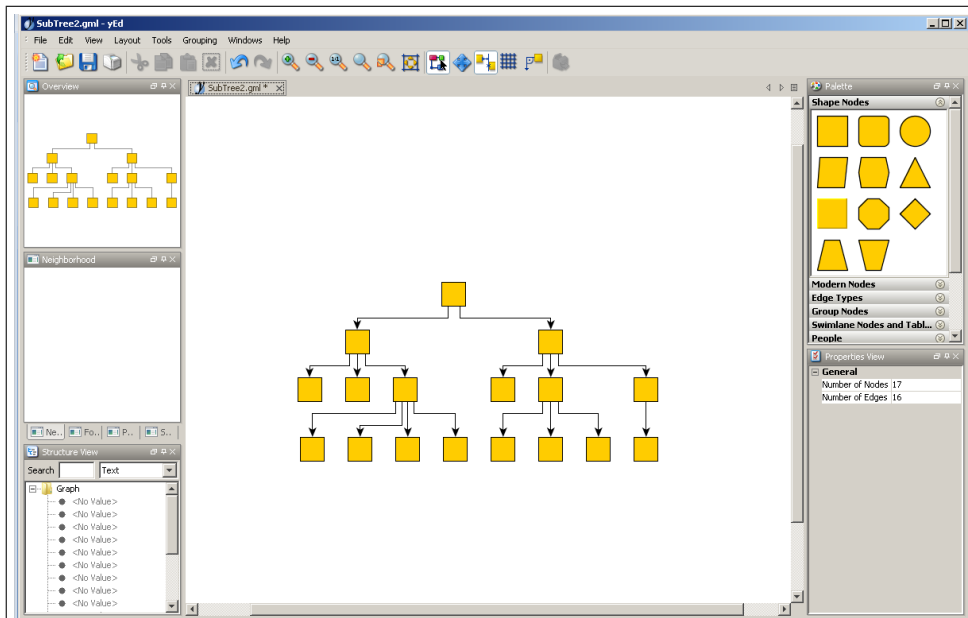 SubTree2.gml - yEd
File Edit View Layout Tools Grouping Windows Help
Overview
SubTree2.gml *
Palette
Shape Nodes
Neighborhood
Modern Nodes
Edge Types
Group Nodes
Swimlane Nodes and Tabl...
People
Properties View
General
Number of Nodes 17
Number of Edges 16
Ne... Fo... P... S...
Structure View
Search Text
Graph
<No Value>
<No Value>
<No Value>
<No Value>
<No Value>
<No Value>
<No Value>
<No Value>
<No Value>